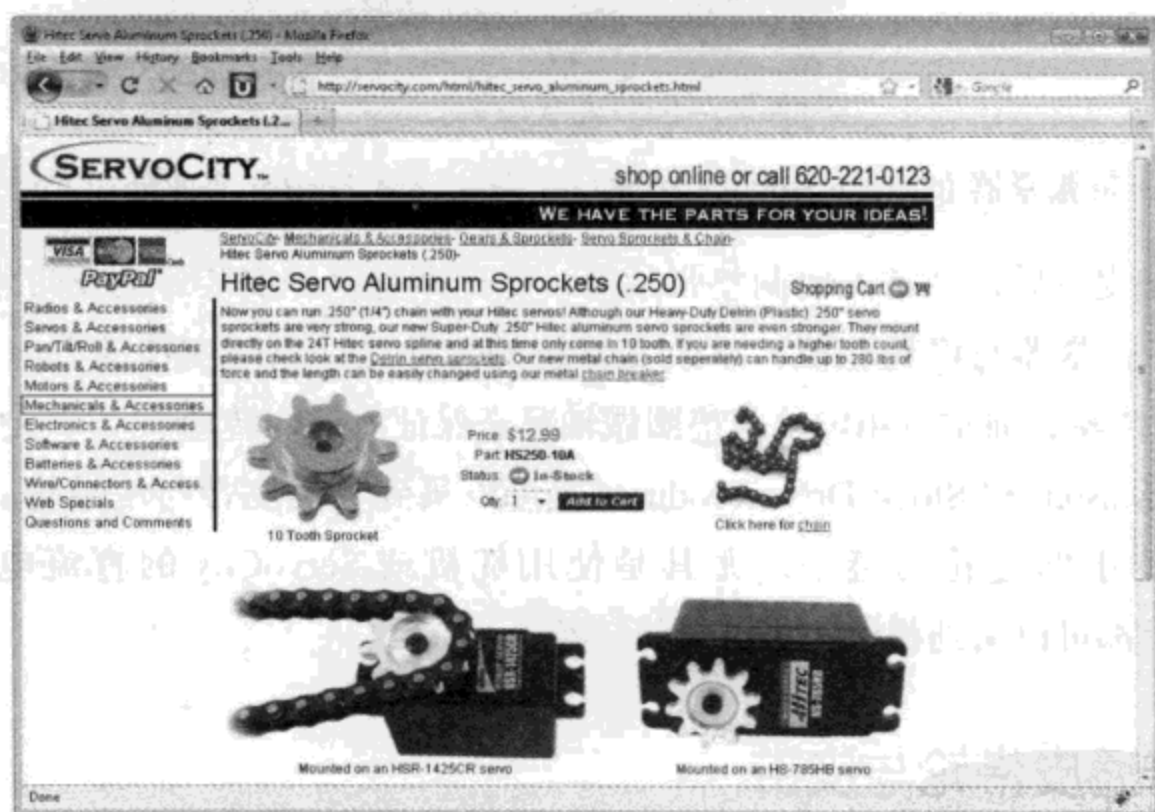 Hitec Servo Aluminum Sprockets (.250) - Mozilla Firefox
File Edit View History Bookmarks Tools Help
http://servocity.com/html/hitec_servo_aluminum_sprockets.html
Google
Hitec Servo Aluminum Sprockets (.2...
SERVOCITY™
shop online or call 620-221-0123
WE HAVE THE PARTS FOR YOUR IDEAS!
VISA
PayPal
ServoCity- Mechanicals & Accessories- Gears & Sprockets- Servo Sprockets & Chain-
Hitec Servo Aluminum Sprockets (.250)-
Hitec Servo Aluminum Sprockets (.250)
Shopping Cart
Now you can run .250" (1/4") chain with your Hitec servos! Although our Heavy-Duty Delrin (Plastic) .250" servo
sprockets are very strong, our new Super-Duty .250" Hitec aluminum servo sprockets are even stronger. They mount
directly on the 24T Hitec servo spline and at this time only come in 10 tooth. If you are needing a higher tooth count,
please check look at the Delrin servo sprockets. Our new metal chain (sold seperately) can handle up to 280 lbs of
force and the length can be easily changed using our metal chain breaker.
Radios & Accessories
Servos & Accessories
Pan/Tilt/Roll & Accessories
Robots & Accessories
Motors & Accessories
Mechanicals & Accessories
Electronics & Accessories
Software & Accessories
Batteries & Accessories
Wire/Connectors & Access.
Web Specials
Questions and Comments
10 Tooth Sprocket
Price: $12.99
Part HS250-10A
Status: In-Stock
Qty: 1 Add to Cart
Click here for chain
HSR-1425CR
HITEC
HS-785HB
Mounted on an HSR-1425CR servo
Mounted on an HS-785HB servo
Done